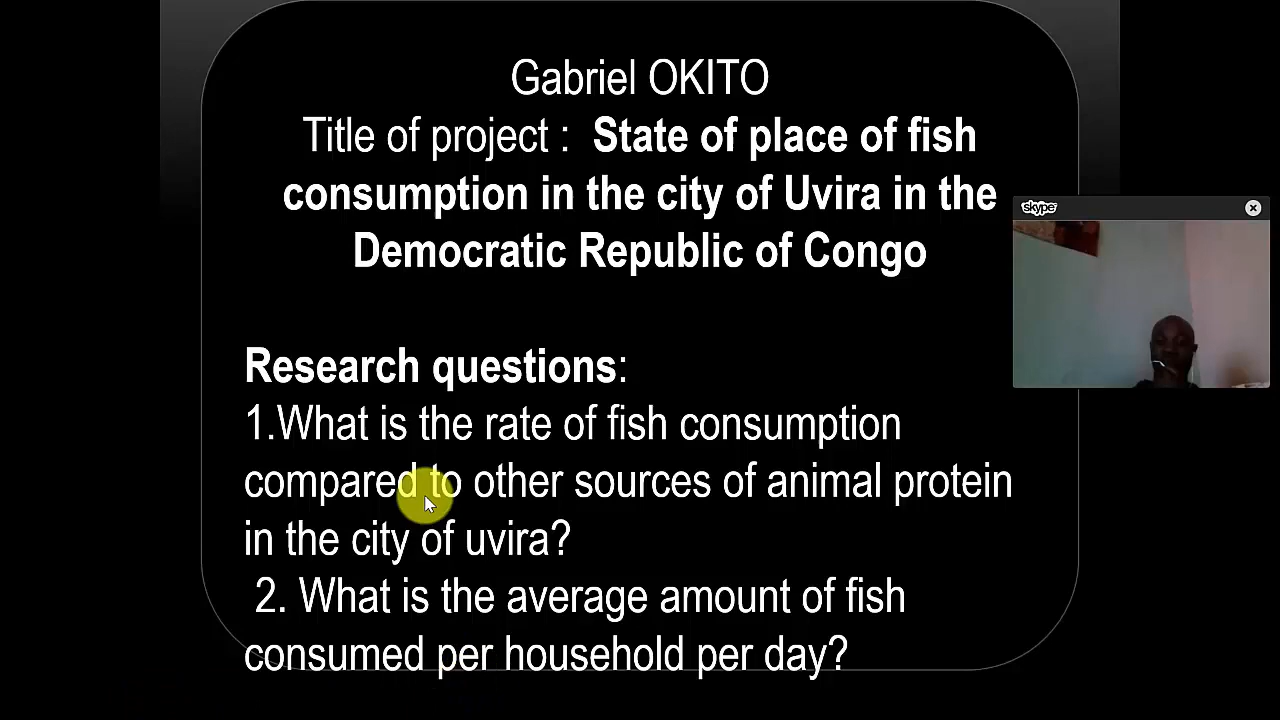 Gabriel OKITO
Title of project : State of place of fish
consumption in the city of Uvira in the
Democratic Republic of Congo
skype
Research questions:
1.What is the rate of fish consumption
compared to other sources of animal protein
in the city of uvira?
2. What is the average amount of fish
consumed per household per day?